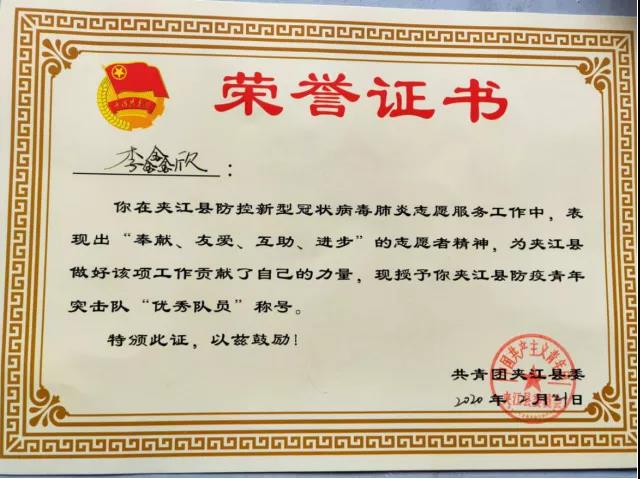 荣誉证书
李鑫欣：
你在夹江县防控新型冠状病毒肺炎志愿服务工作中，表
现出“奉献、友爱、互助、进步”的志愿者精神，为夹江县
做好该项工作贡献了自己的力量，现授予你夹江县防疫青年
突击队“优秀队员”称号。
特颁此证，以兹鼓励！
共青团夹江县委
2020年 月21日